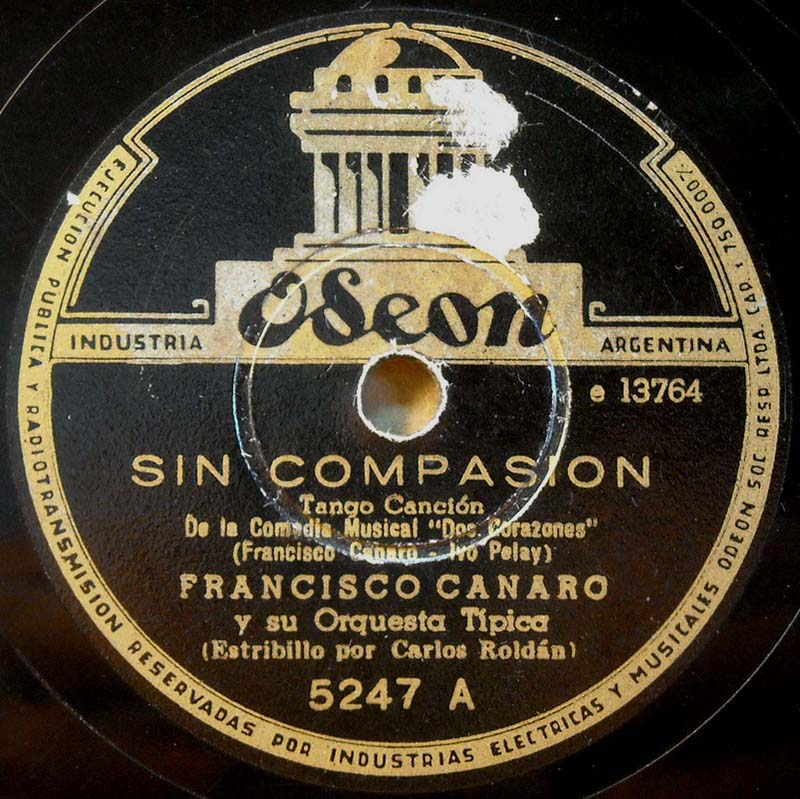 Odeon
INDUSTRIA
ARGENTINA
e 13764
SIN COMPASION
Tango Canción
De la Comedia Musical "Dos Corazones"
(Francisco Canaro - Ivo Pelay)
FRANCISCO CANARO
y su Orquesta Típica
(Estribillo por Carlos Roldán)
5247 A
EJECUCION PUBLICA Y RADIOTRANSMISION RESERVADAS POR INDUSTRIAS ELECTRICAS Y MUSICALES ODEON SOC. RESP. LTDA. CAP. $ 750.000 %